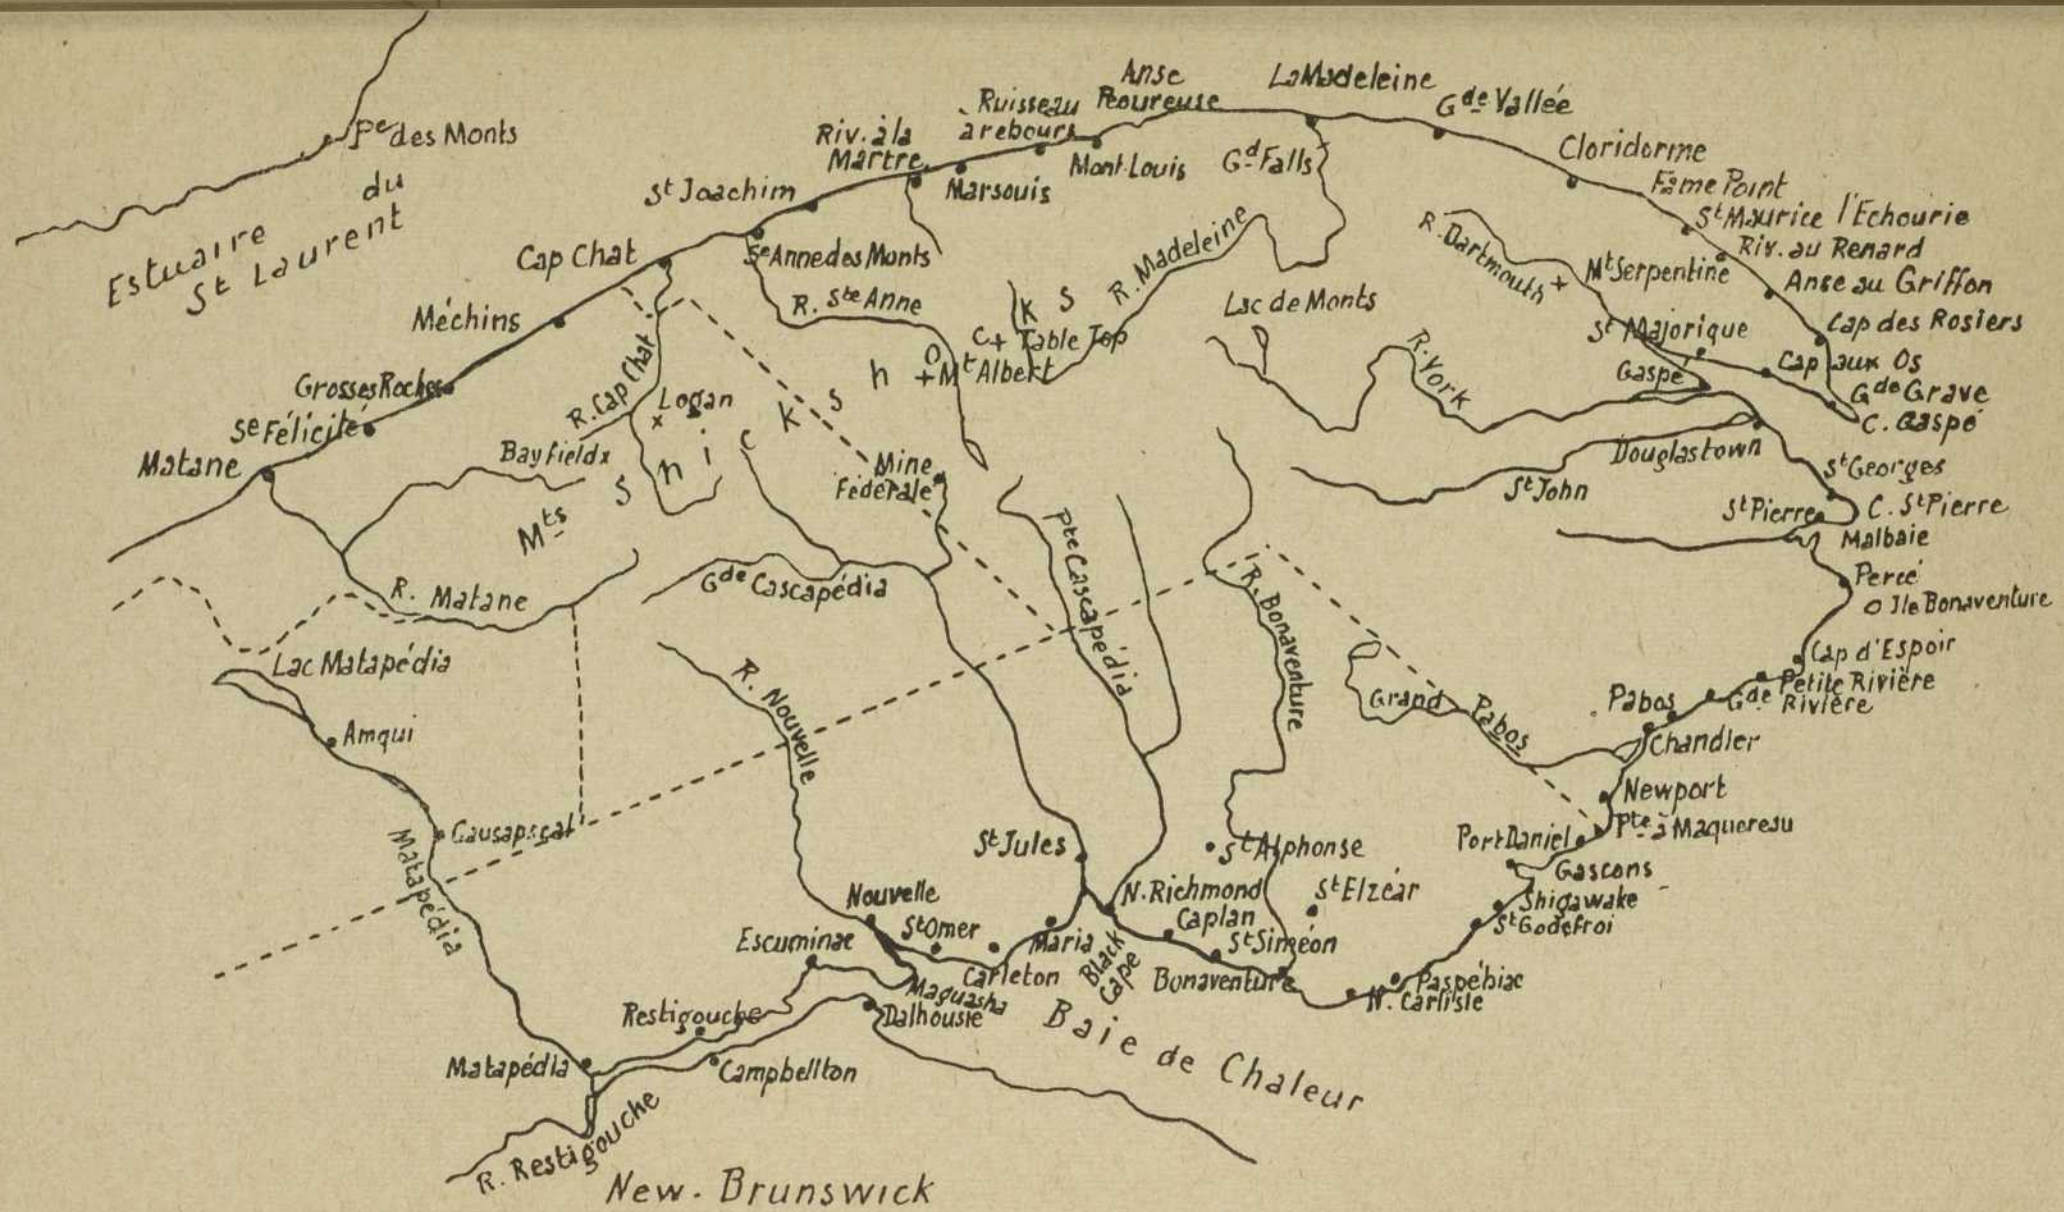 Pe des Monts
Estuaire du
St Laurent
Anse
Peureuse
La Madeleine
Gde Vallée
Ruisseau
à rebours
Riv. à la
Martre
Mont Louis
Gd Falls
Marsouis
Cloridorme
Fame Point
St Maurice l'Echourie
Riv. au Renard
St Joachim
Cap Chat
Se Anne des Monts
R. Ste Anne
R. Madeleine
R. Dartmouth
Mt Serpentine
Anse au Griffon
Lac de Monts
Méchins
Table Top
Mt Albert
St Majorique
Cap des Rosiers
Cap aux Os
Gaspé
Gde Grave
C. Gaspé
R. York
R. Cap Chat
Logan
Grosses Roches
Se Félicité
Matane
Bayfield
Mts Shickshocks
Mine
Féderale
Douglastown
St John
St Georges
St Pierre
C. St Pierre
Malbaie
Percé
Ile Bonaventure
R. Matane
Gde Cascapédia
Pte Cascapédia
R. Bonaventure
Lac Matapédia
R. Nouvelle
Grand Pabos
Cap d'Espoir
Petite Rivière
Gde Rivière
Pabos
Chandler
Amqui
Newport
Pte à Maquereau
Port Daniel
Gascons
Causapscal
Matapédia
St Jules
St Alphonse
St Elzéar
Shigawake
St Godefroi
Nouvelle
N. Richmond
Caplan
St Omer
Escuminac
Maria
Black
Cape
St Siméon
Carleton
Bonaventure
Paspébiac
N. Carlisle
Maguasha
Dalhousie
Restigouche
Baie de Chaleur
Matapédia
Campbellton
R. Restigouche
New. Brunswick